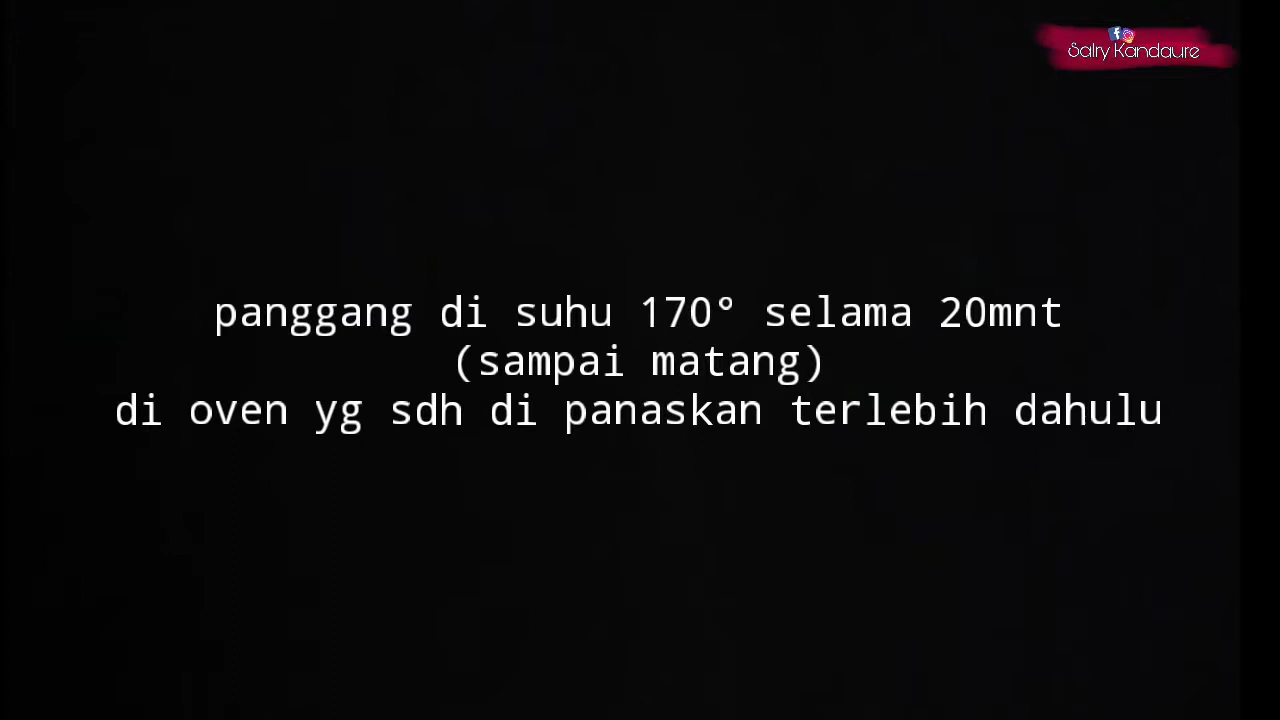 Salry Kandaure
panggang di suhu 170° selama 20mnt
(sampai matang)
di oven yg sdh di panaskan terlebih dahulu